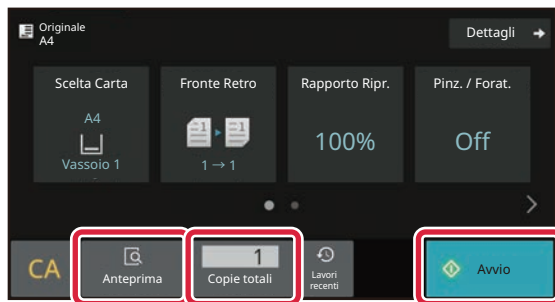 Originale
A4
Dettagli
Scelta Carta
Fronte Retro
Rapporto Ripr.
Pinz. / Forat.
A4
Vassoio 1
1 → 1
100%
Off
CA
Anteprima
1
Copie totali
Lavori
recenti
Avvio